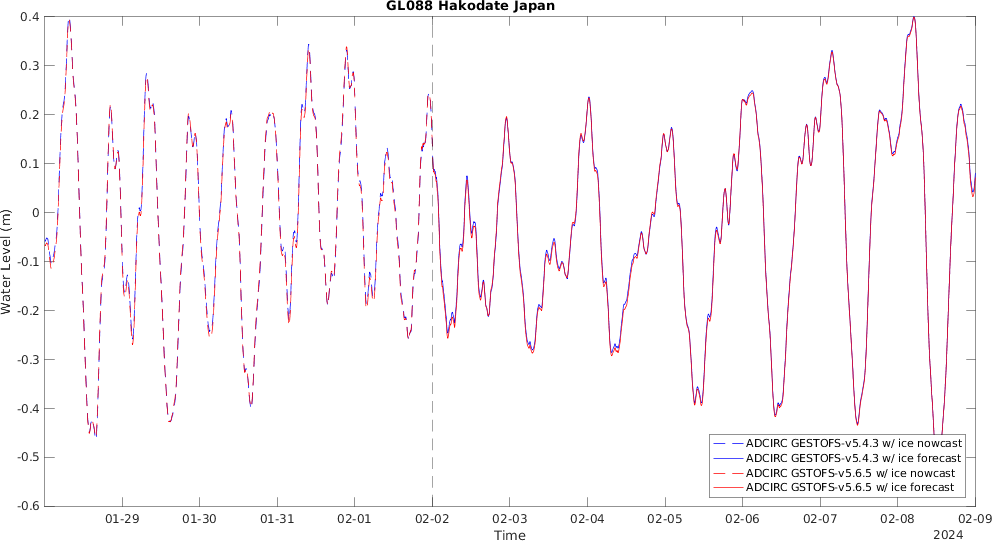 GL088 Hakodate Japan
0.4
0.3
0.2
0.1
0
-0.1
-0.2
-0.3
-0.4
-0.5
-0.6
Water Level (m)
ADCIRC GESTOFS-v5.4.3 w/ ice nowcast
ADCIRC GESTOFS-v5.4.3 w/ ice forecast
ADCIRC GSTOFS-v5.6.5 w/ ice nowcast
ADCIRC GSTOFS-v5.6.5 w/ ice forecast
01-29 01-30 01-31 02-01 02-02 02-03 02-04 02-05 02-06 02-07 02-08 02-09
Time
2024